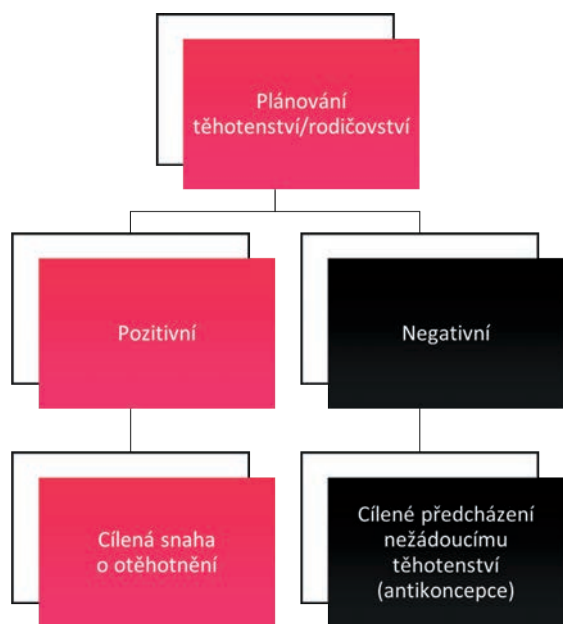 Plánování
těhotenství/rodičovství
Pozitivní
Negativní
Cílená snaha
o otěhotnění
Cílené předcházení
nežádoucímu
těhotenství
(antikoncepce)